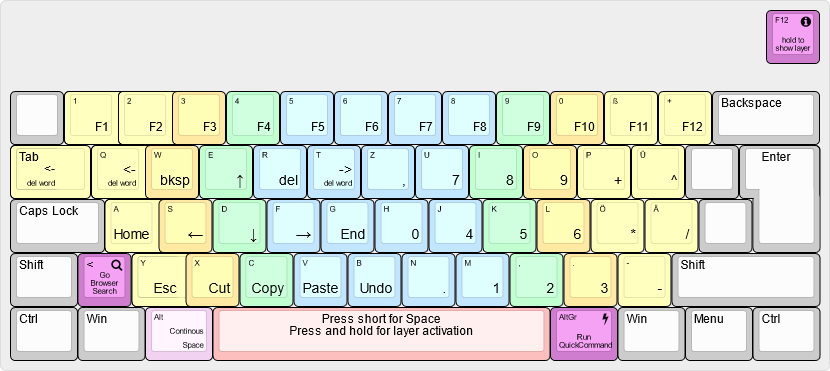 F12
hold to
show layer
1 F1
2 F2
3 F3
4 F4
5 F5
6 F6
7 F7
8 F8
9 F9
0 F10
ß F11
+ F12
Backspace
Tab
<-
del word
Q
<-
del word
W
bksp
E
↑
R
del
T
->
del word
Z
,
U
7
I
8
O
9
P
+
Ü
^
Enter
Caps Lock
A
Home
S
←
D
↓
F
→
G
End
H
0
J
4
K
5
L
6
Ö
*
Ä
/
Shift
<
Go
Browser
Search
Y
Esc
X
Cut
C
Copy
V
Paste
B
Undo
N
.
M
1
,
2
.
3
-
-
Shift
Ctrl
Win
Alt
Continous
Space
Press short for Space
Press and hold for layer activation
AltGr
Run
QuickCommand
Win
Menu
Ctrl